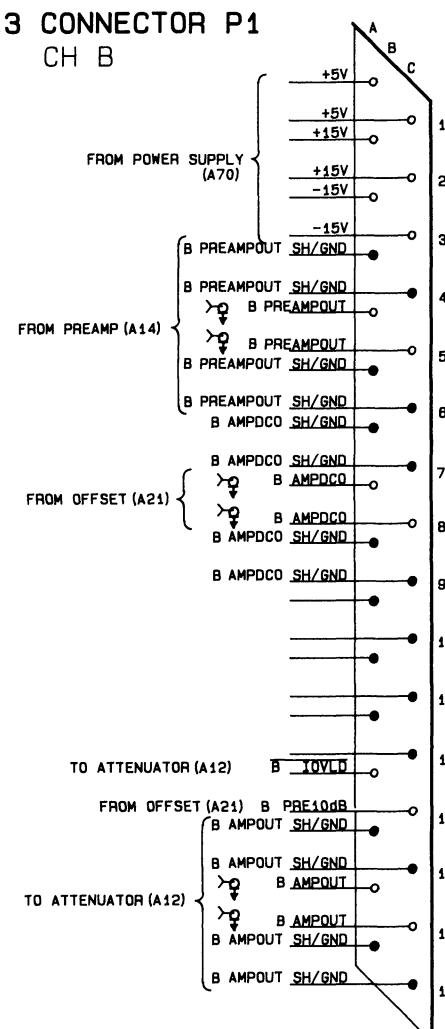 3 CONNECTOR P1
CH B
A
B
C
+5V
+5V
1
+15V
FROM POWER SUPPLY
(A70)
+15V
2
-15V
-15V
3
B PREAMPOUT SH/GND
B PREAMPOUT SH/GND
4
B PREAMPOUT
FROM PREAMP (A14)
B PREAMPOUT
5
B PREAMPOUT SH/GND
B PREAMPOUT SH/GND
6
B AMPDCO SH/GND
B AMPDCO SH/GND
7
B AMPDCO
FROM OFFSET (A21)
B AMPDCO
8
B AMPDCO SH/GND
B AMPDCO SH/GND
9
1
1
1
TO ATTENUATOR (A12) B IOVLD
FROM OFFSET (A21) B PRE10dB
1
B AMPOUT SH/GND
B AMPOUT SH/GND
1
B AMPOUT
TO ATTENUATOR (A12)
B AMPOUT
1
B AMPOUT SH/GND
B AMPOUT SH/GND
1